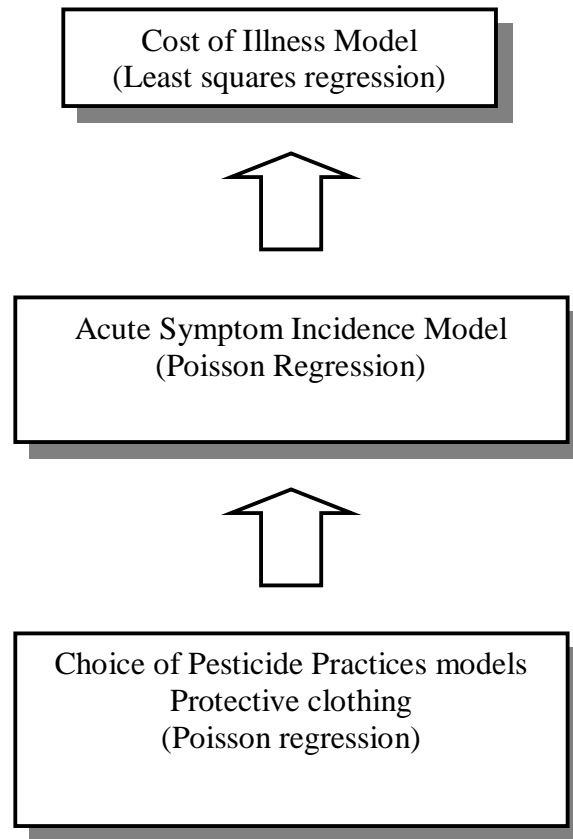 Cost of Illness Model
(Least squares regression)
Acute Symptom Incidence Model
(Poisson Regression)
Choice of Pesticide Practices models
Protective clothing
(Poisson regression)